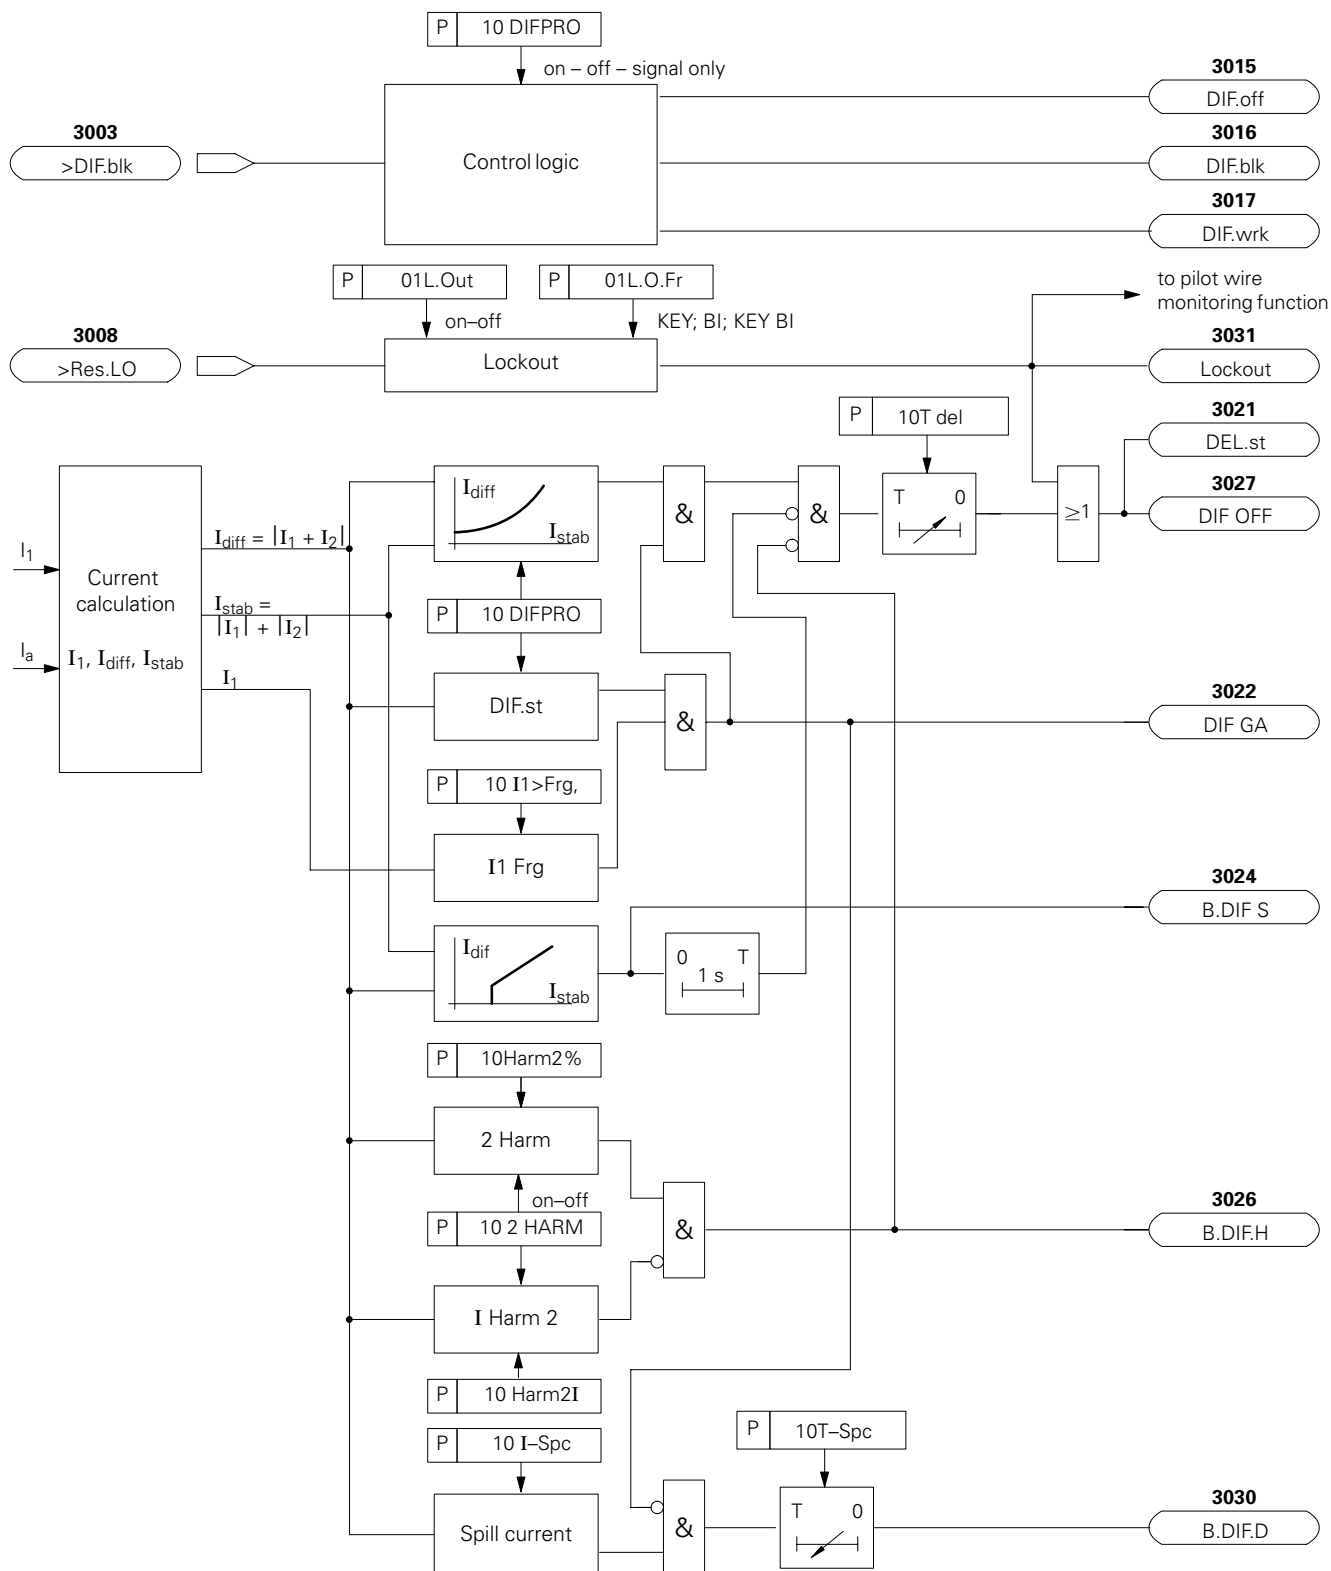 P 10 DIFPRO
on – off – signal only
3015
DIF.off
3003
>DIF.blk
Control logic
3016
DIF.blk
3017
DIF.wrk
P 01L.Out
P 01L.O.Fr
to pilot wire
monitoring function
on–off
KEY; BI; KEY BI
3008
>Res.LO
Lockout
3031
Lockout
P 10T del
3021
DEL.st
Idiff
Istab
&
&
T 0
≥1
3027
DIF OFF
I1
Ia
Current
calculation
I1, Idiff, Istab
Idiff = |I1 + I2|
Istab =
|I1| + |I2|
I1
P 10 DIFPRO
DIF.st
&
3022
DIF GA
P 10 I1>Frg,
I1 Frg
3024
B.DIF S
Idif
Istab
0 T
1 s
P 10Harm2%
2 Harm
on–off
P 10 2 HARM
&
3026
B.DIF.H
I Harm 2
P 10 Harm2I
P 10 I–Spc
P 10T–Spc
Spill current
&
T 0
3030
B.DIF.D